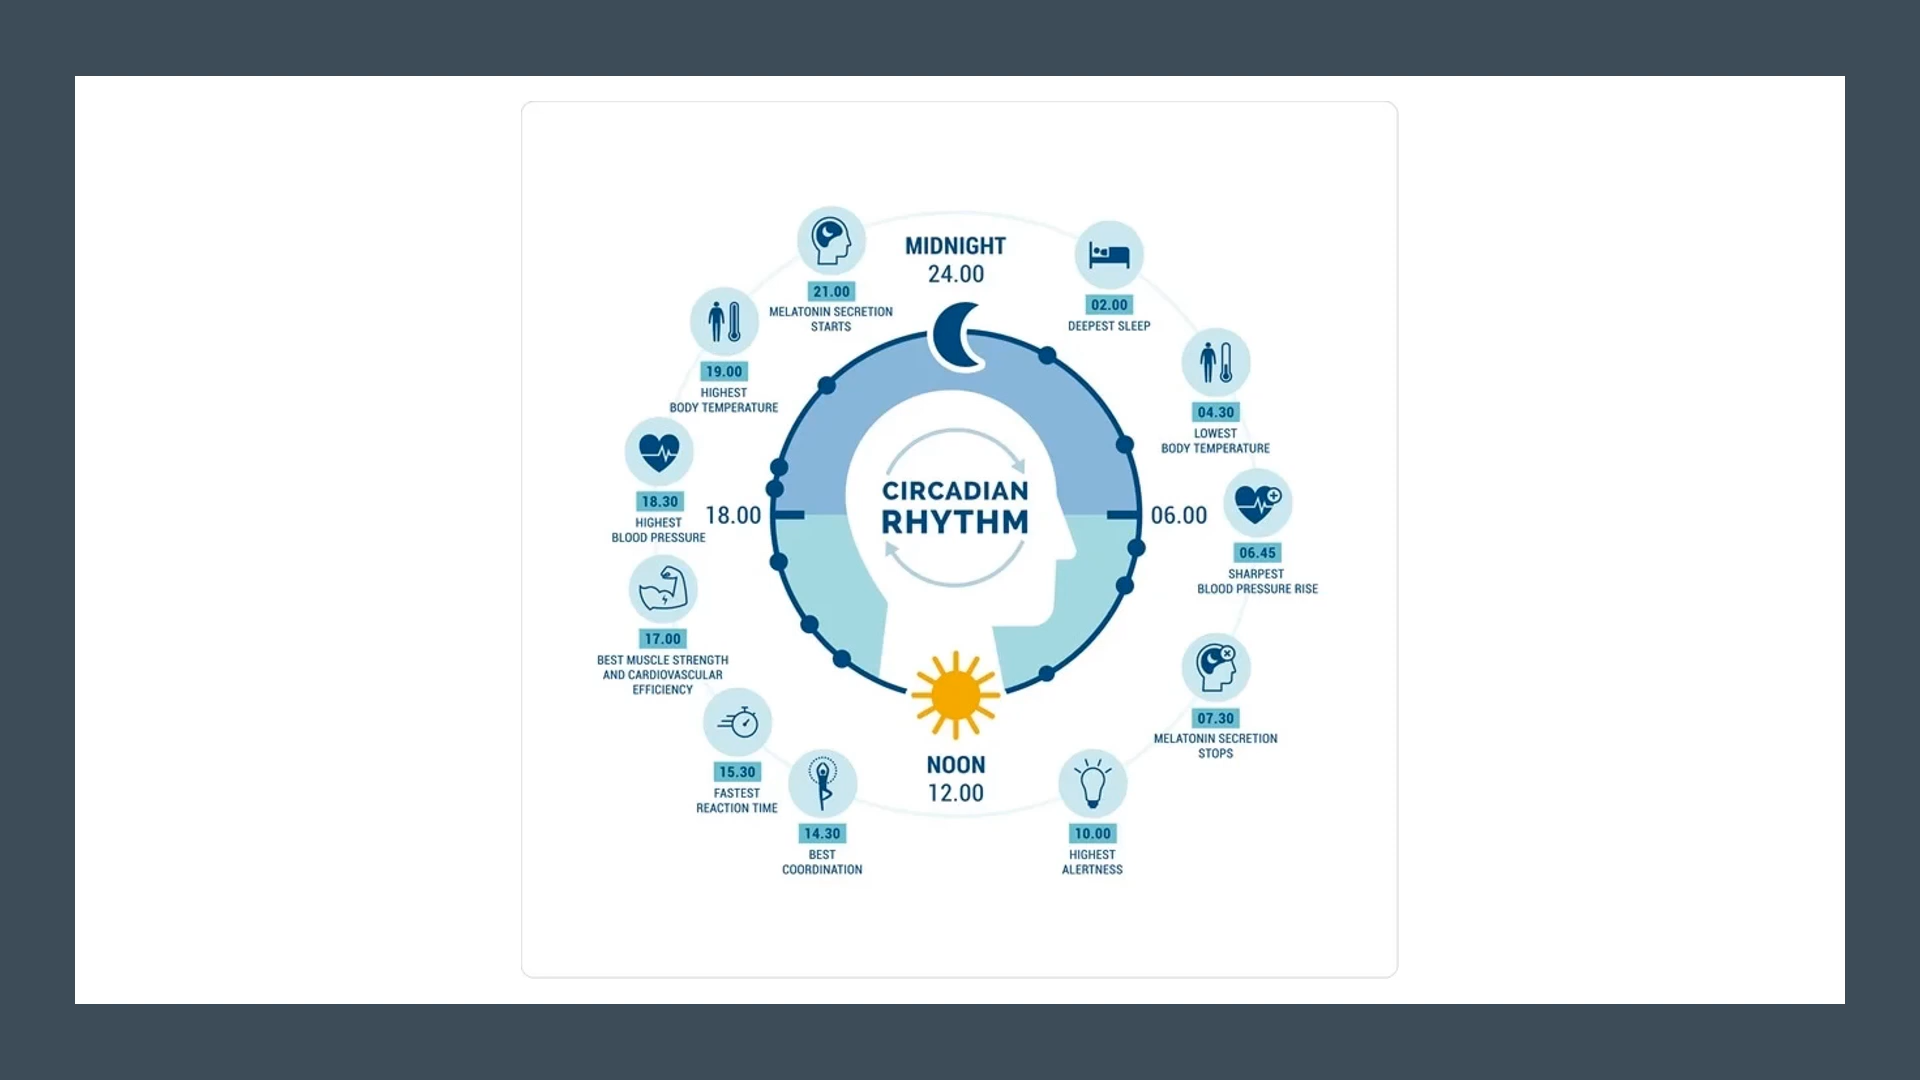 MIDNIGHT
24.00
02.00
DEEPEST SLEEP
04.30
LOWEST
BODY TEMPERATURE
06.00
06.45
SHARPEST
BLOOD PRESSURE RISE
07.30
MELATONIN SECRETION
STOPS
10.00
HIGHEST
ALERTNESS
NOON
12.00
14.30
BEST
COORDINATION
15.30
FASTEST
REACTION TIME
17.00
BEST MUSCLE STRENGTH
AND CARDIOVASCULAR
EFFICIENCY
18.00
18.30
HIGHEST
BLOOD PRESSURE
19.00
HIGHEST
BODY TEMPERATURE
21.00
MELATONIN SECRETION
STARTS
CIRCADIAN
RHYTHM